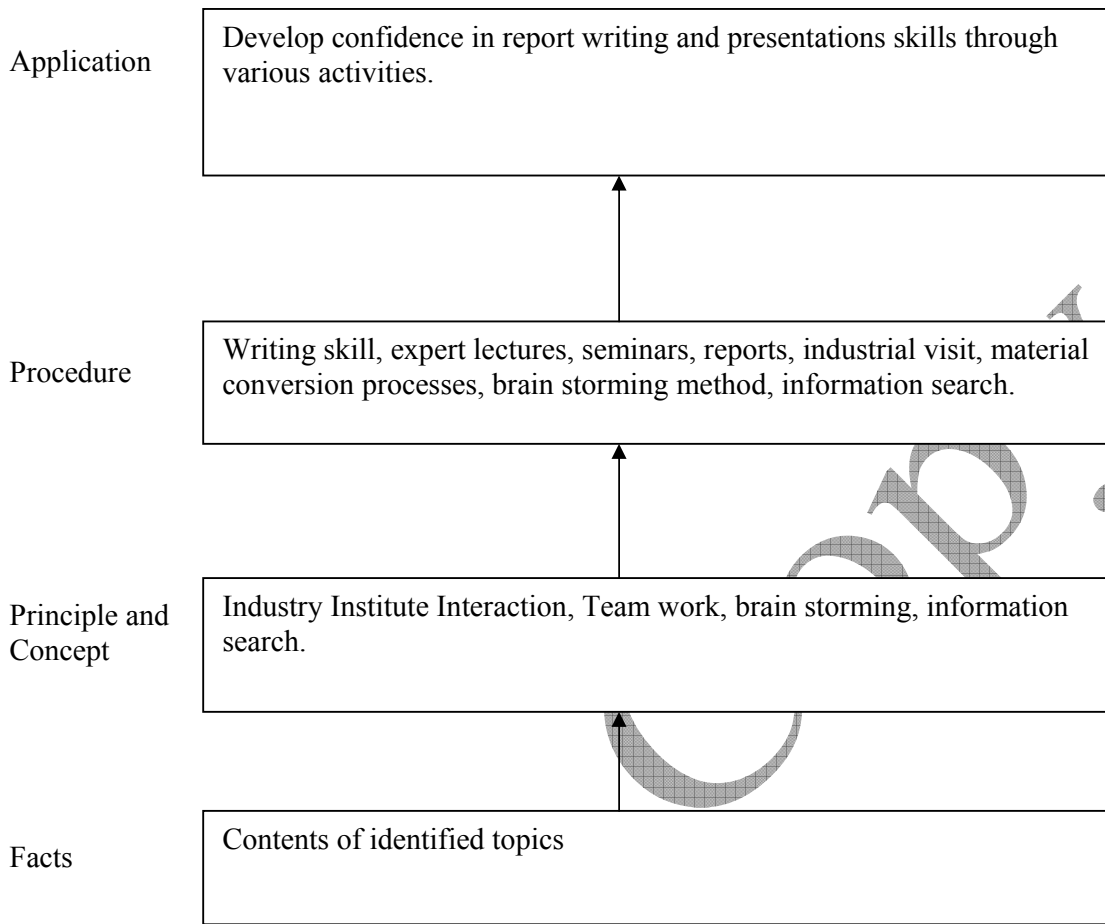 Application
Develop confidence in report writing and presentations skills through
various activities.
Procedure
Writing skill, expert lectures, seminars, reports, industrial visit, material
conversion processes, brain storming method, information search.
Principle and
Concept
Industry Institute Interaction, Team work, brain storming, information
search.
Facts
Contents of identified topics